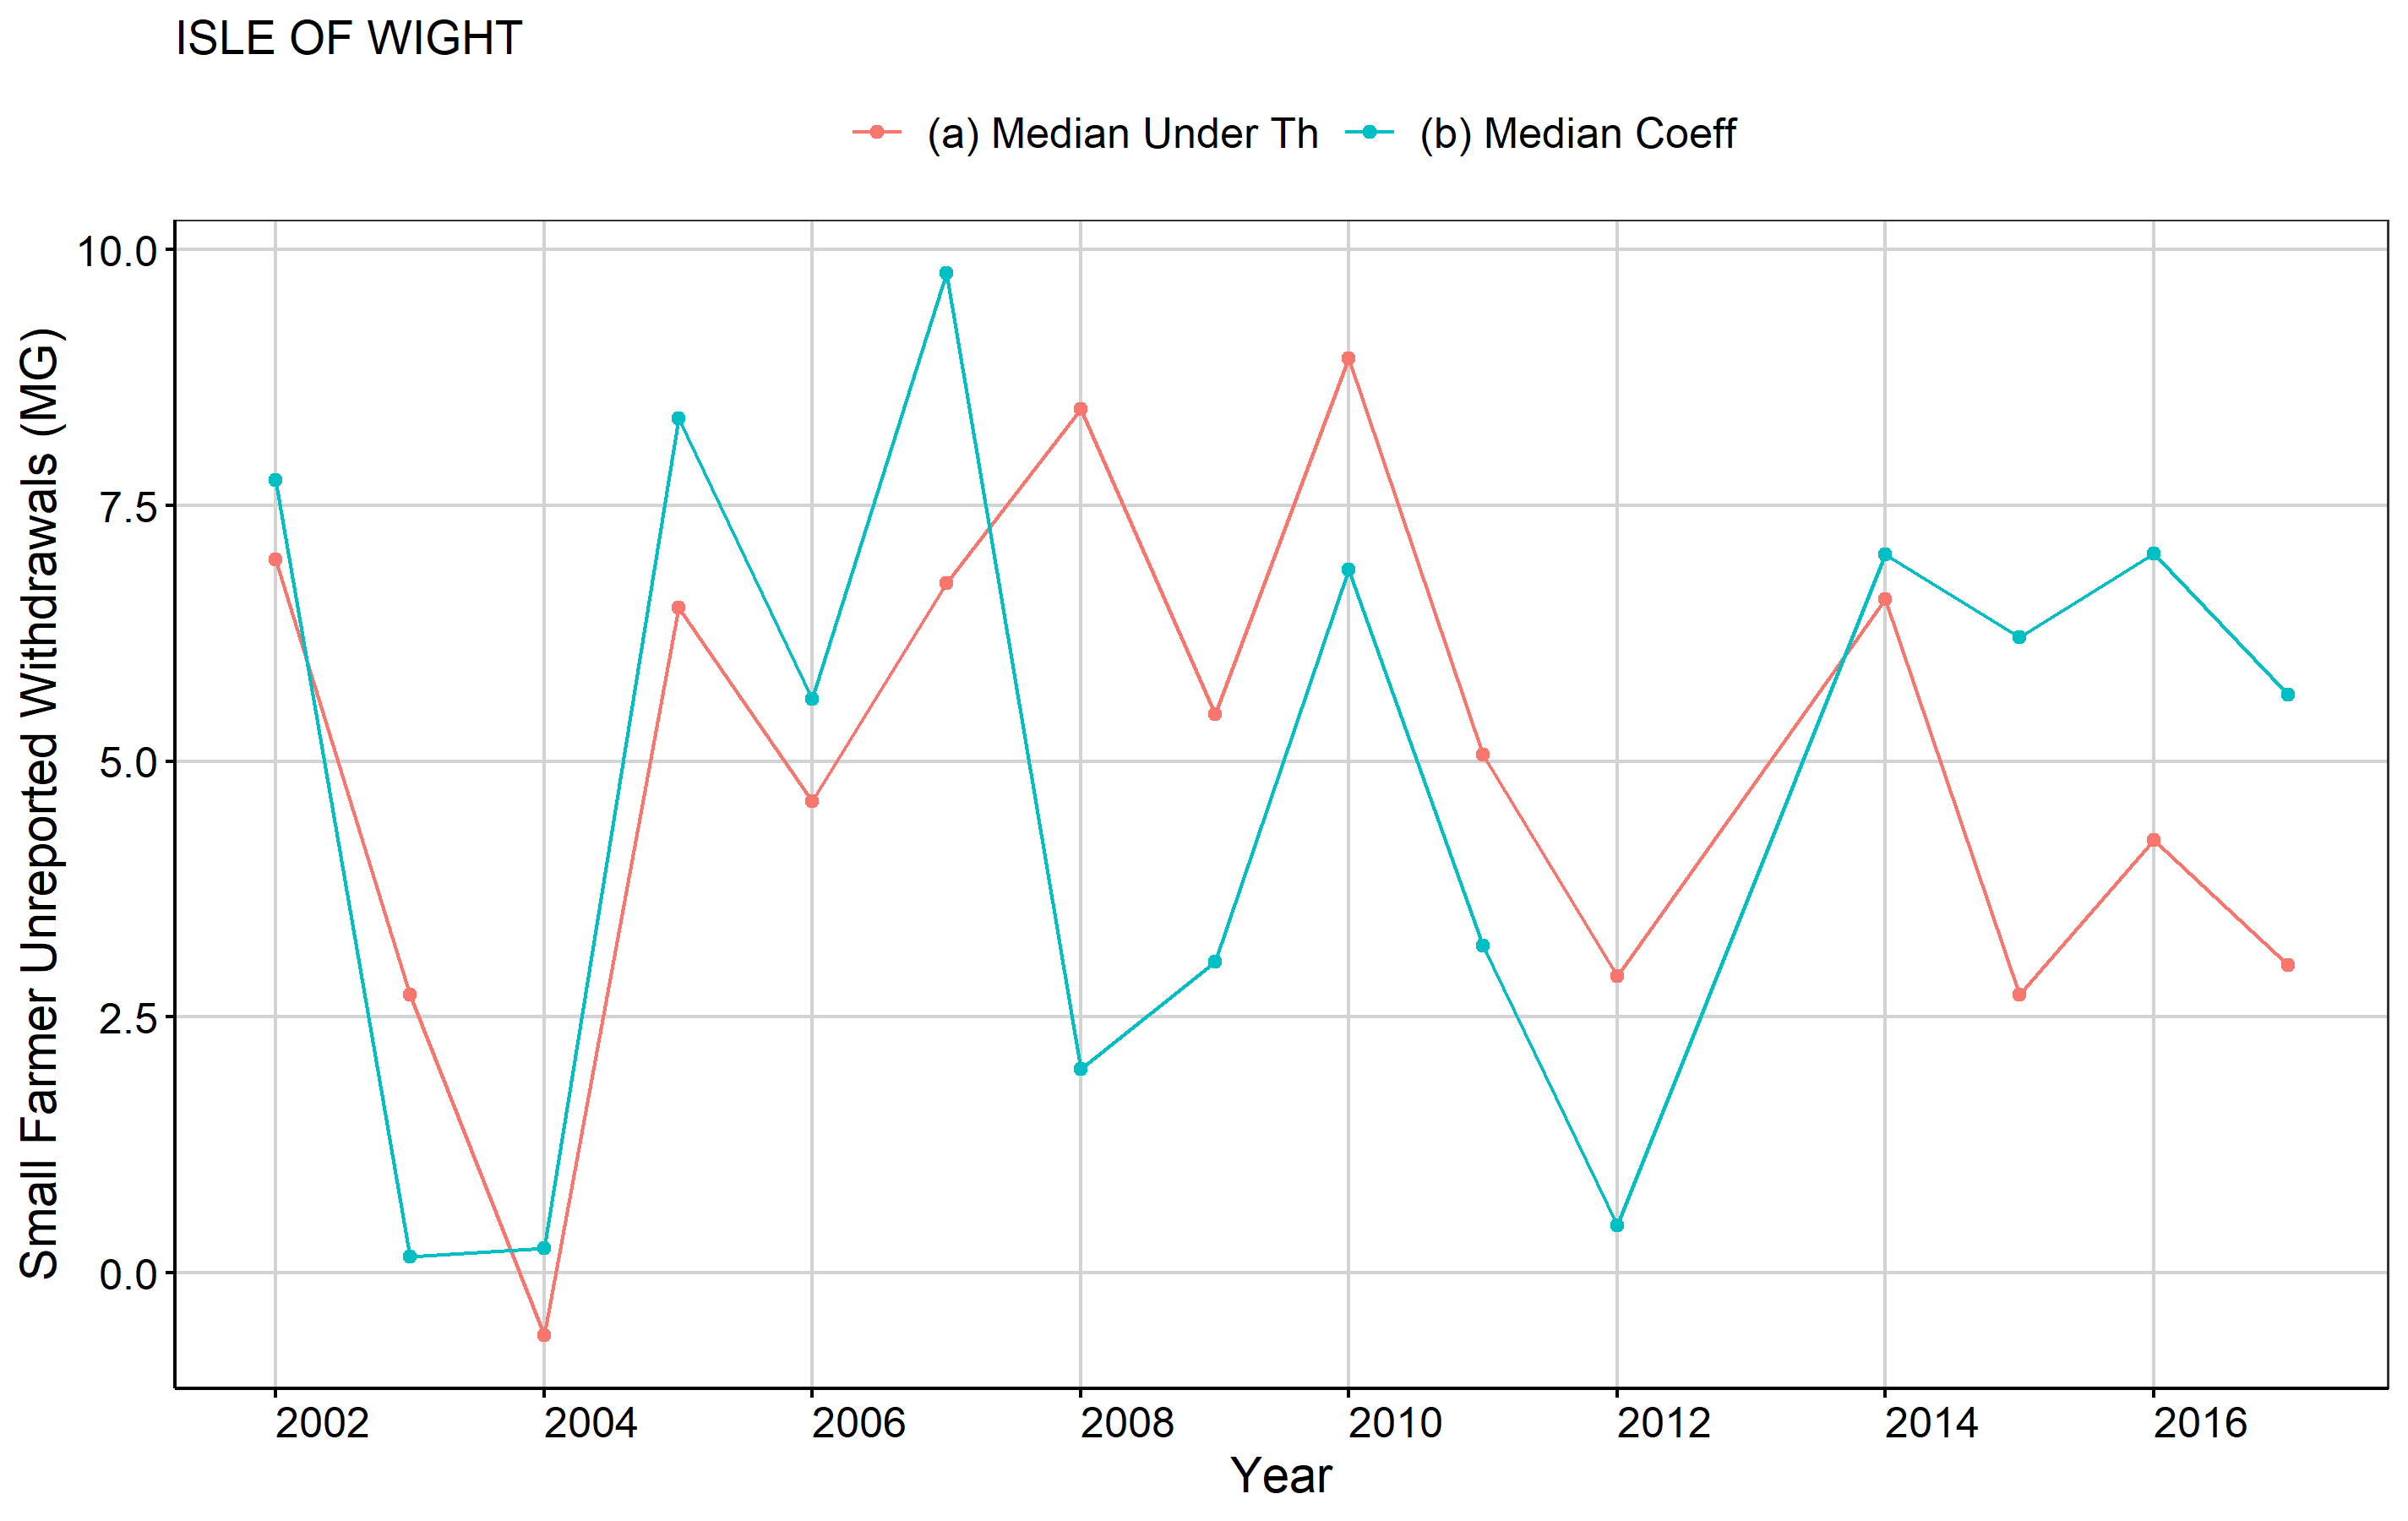 ISLE OF WIGHT
(a) Median Under Th (b) Median Coeff
Small Farmer Unreported Withdrawals (MG)
10.0
7.5
5.0
2.5
0.0
2002 2004 2006 2008 2010 2012 2014 2016
Year